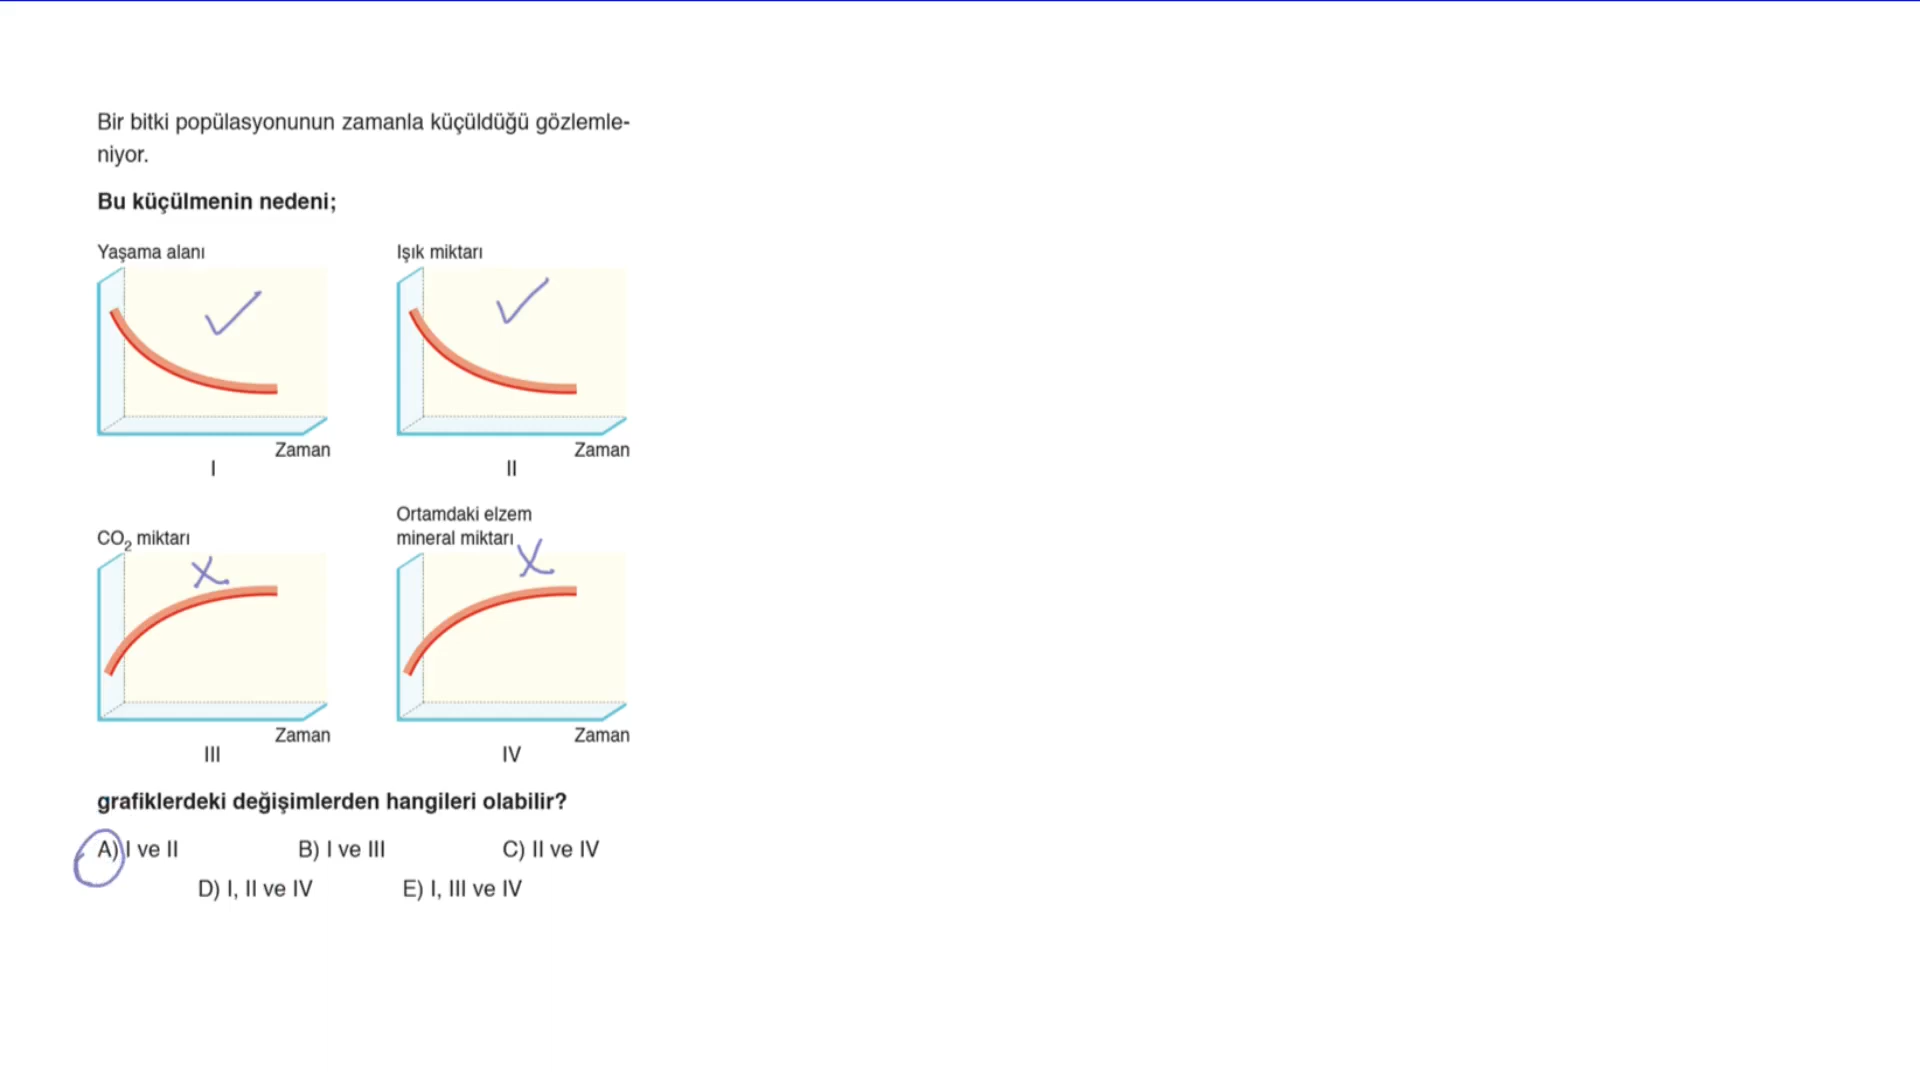 Bir bitki popülasyonunun zamanla küçüldüğü gözlemle-
niyor.
Bu küçülmenin nedeni;
Yaşama alanı
Zaman
I
Işık miktarı
Zaman
II
CO₂ miktarı
Zaman
III
Ortamdaki elzem
mineral miktarı
Zaman
IV
grafiklerdeki değişimlerden hangileri olabilir?
A) I ve II B) I ve III C) II ve IV
D) I, II ve IV E) I, III ve IV